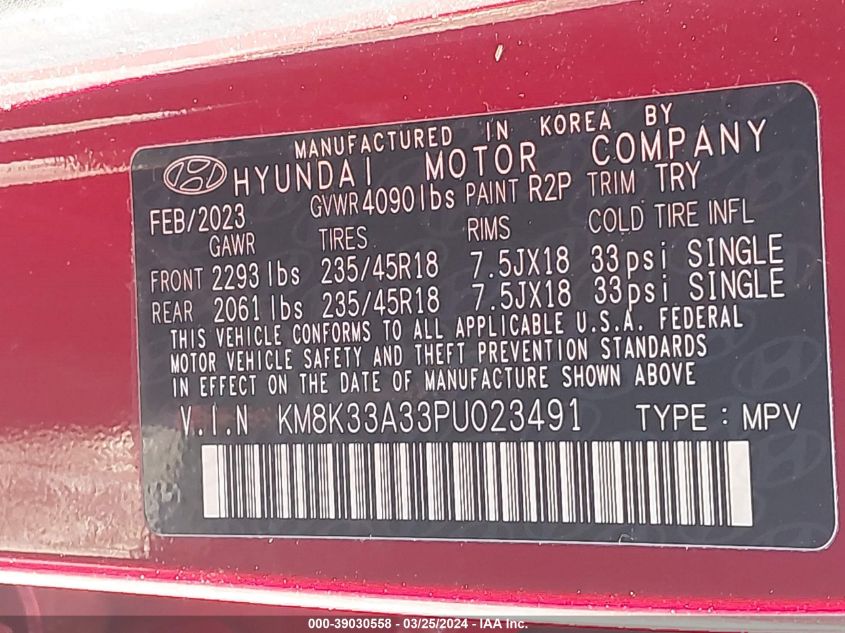 MANUFACTURED IN KOREA BY
HYUNDAI MOTOR COMPANY
FEB/2023 GVWR 4090 lbs PAINT R2P TRIM TRY
GAWR TIRES RIMS COLD TIRE INFL
FRONT 2293 lbs 235/45R18 7.5JX18 33psi SINGLE
REAR 2061 lbs 235/45R18 7.5JX18 33psi SINGLE
THIS VEHICLE CONFORMS TO ALL APPLICABLE U.S.A. FEDERAL
MOTOR VEHICLE SAFETY AND THEFT PREVENTION STANDARDS
IN EFFECT ON THE DATE OF MANUFACTURE SHOWN ABOVE
V.I.N KM8K33A33PU023491 TYPE : MPV
000-39030558 - 03/25/2024 - IAA Inc.